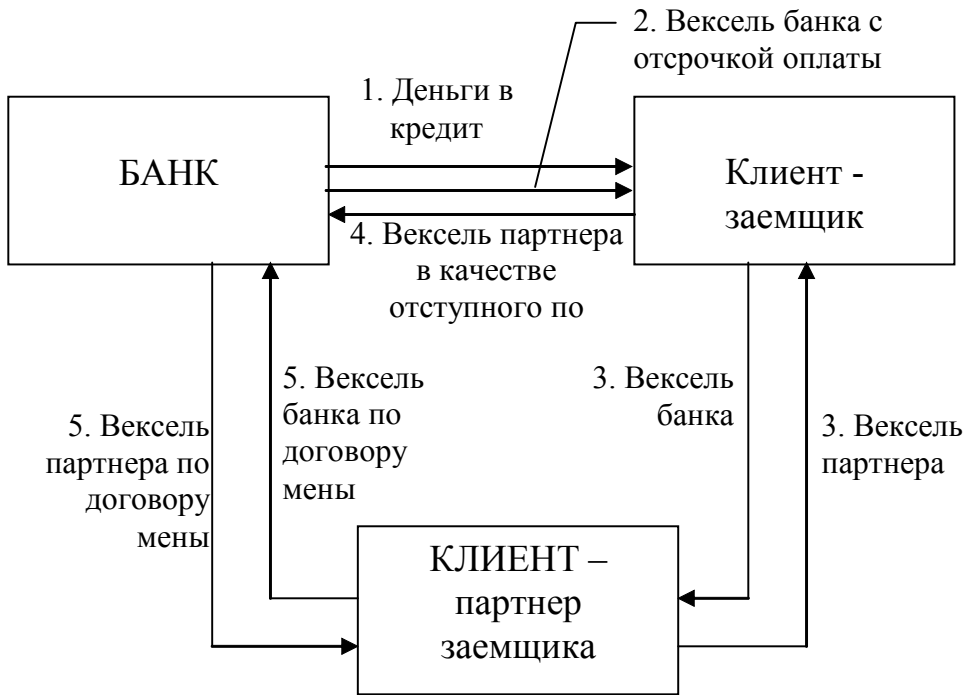 2. Вексель банка с
отсрочкой оплаты
1. Деньги в
кредит
БАНК
Клиент -
заемщик
4. Вексель партнера
в качестве
отступного по
5. Вексель
банка по
договору
мены
3. Вексель
банка
5. Вексель
партнера по
договору
мены
3. Вексель
партнера
КЛИЕНТ –
партнер
заемщика